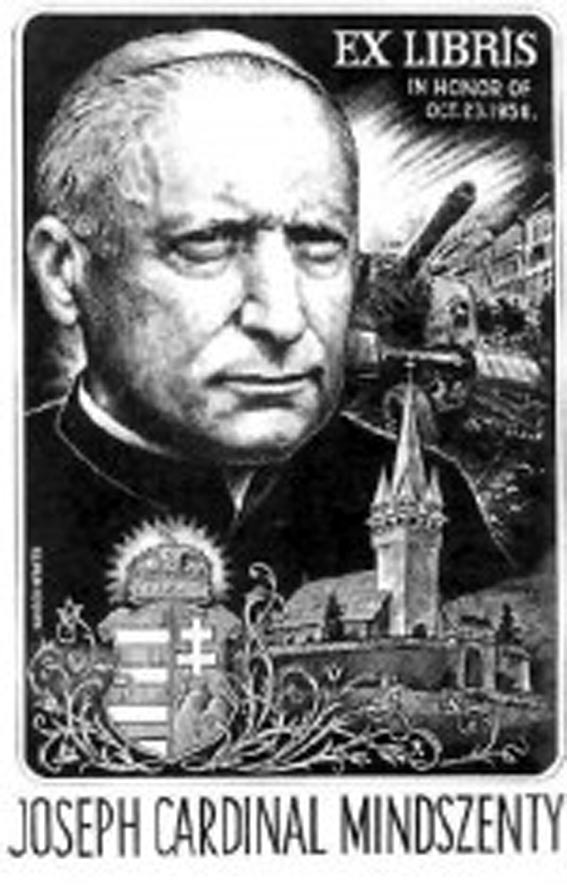 EX LIBRIS
IN HONOR OF
OCT. 23. 1956.
JOSEPH CARDINAL MINDSZENTY